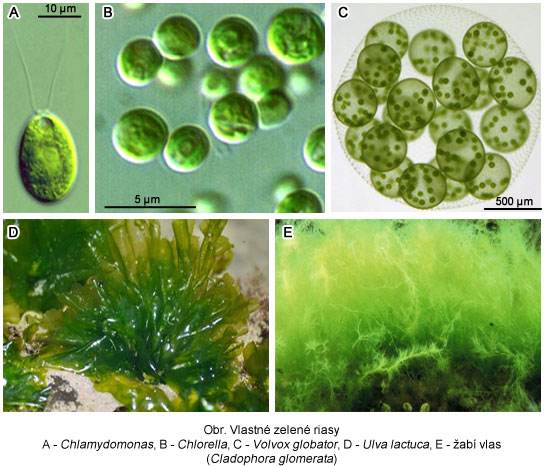 A
10 µm
B
5 µm
C
500 µm
D
E
Obr. Vlastné zelené riasy
A - Chlamydomonas, B - Chlorella, C - Volvox globator, D - Ulva lactuca, E - žabí vlas
(Cladophora glomerata)